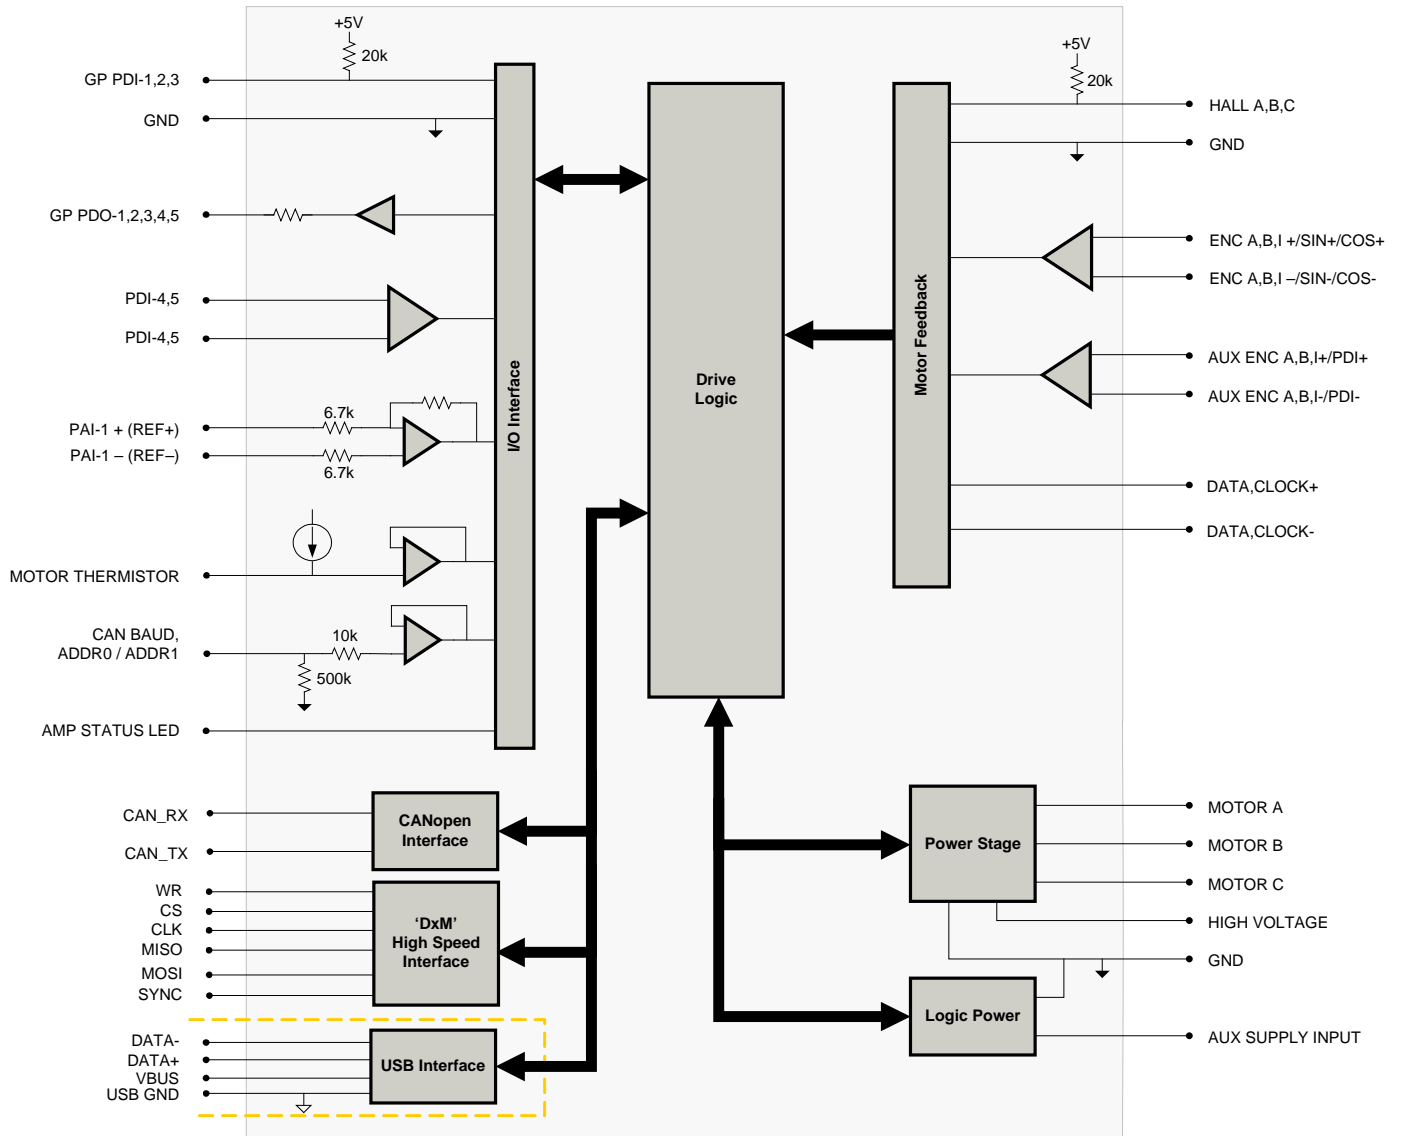 +5V
20k
GP PDI-1,2,3
GND
GP PDO-1,2,3,4,5
PDI-4,5
PDI-4,5
6.7k
PAI-1 + (REF+)
PAI-1 – (REF–)
6.7k
MOTOR THERMISTOR
CAN BAUD,
ADDR0 / ADDR1
10k
500k
AMP STATUS LED
I/O Interface
Drive
Logic
Motor Feedback
+5V
20k
HALL A,B,C
GND
ENC A,B,I +/SIN+/COS+
ENC A,B,I –/SIN-/COS-
AUX ENC A,B,I+/PDI+
AUX ENC A,B,I-/PDI-
DATA,CLOCK+
DATA,CLOCK-
CAN_RX
CAN_TX
CANopen
Interface
WR
CS
CLK
MISO
MOSI
SYNC
‘DxM’
High Speed
Interface
DATA-
DATA+
VBUS
USB GND
USB Interface
Power Stage
MOTOR A
MOTOR B
MOTOR C
HIGH VOLTAGE
GND
Logic Power
AUX SUPPLY INPUT